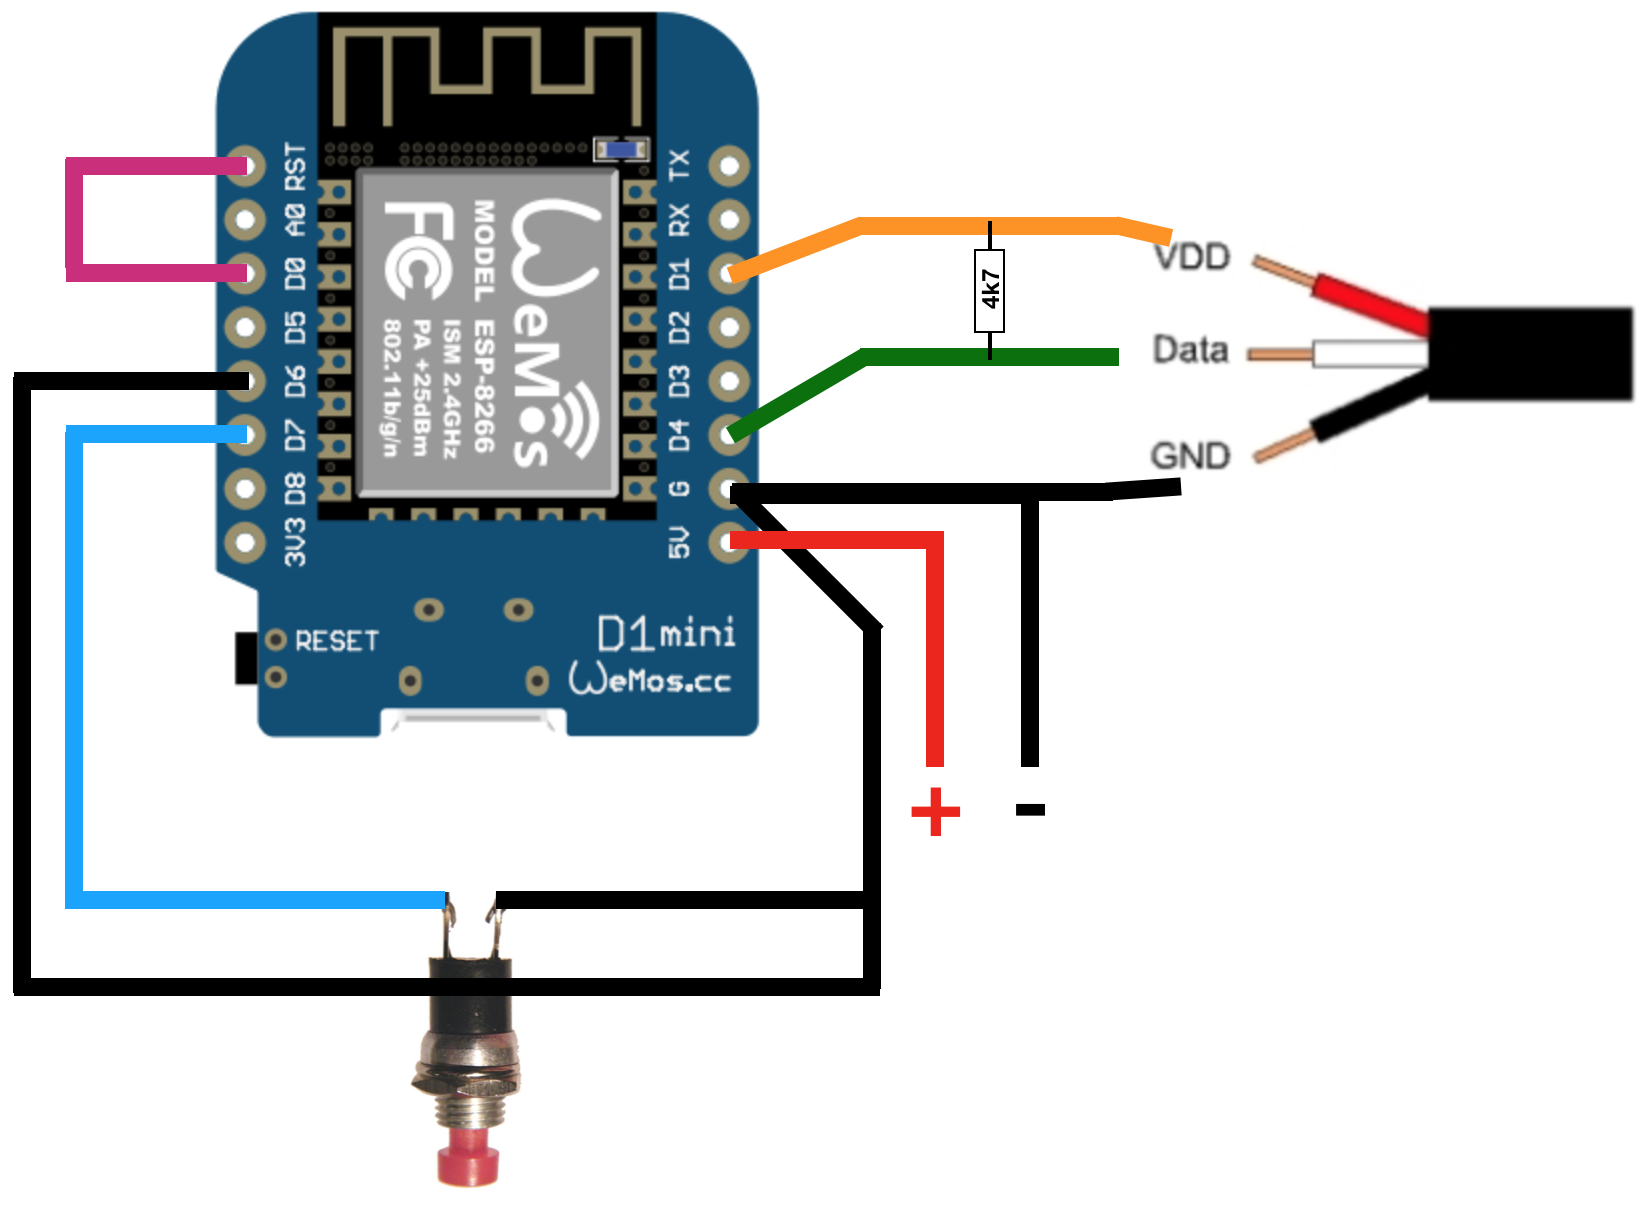 RST
A0
D0
D5
D6
D7
D8
3V3
TX
RX
D1
D2
D3
D4
G
5V
WeMos
MODEL ESP-8266
ISM 2.4GHz
PA +25dBm
802.11b/g/n
FC
RESET
D1 mini
WeMos.cc
4k7
VDD
Data
GND
+
-